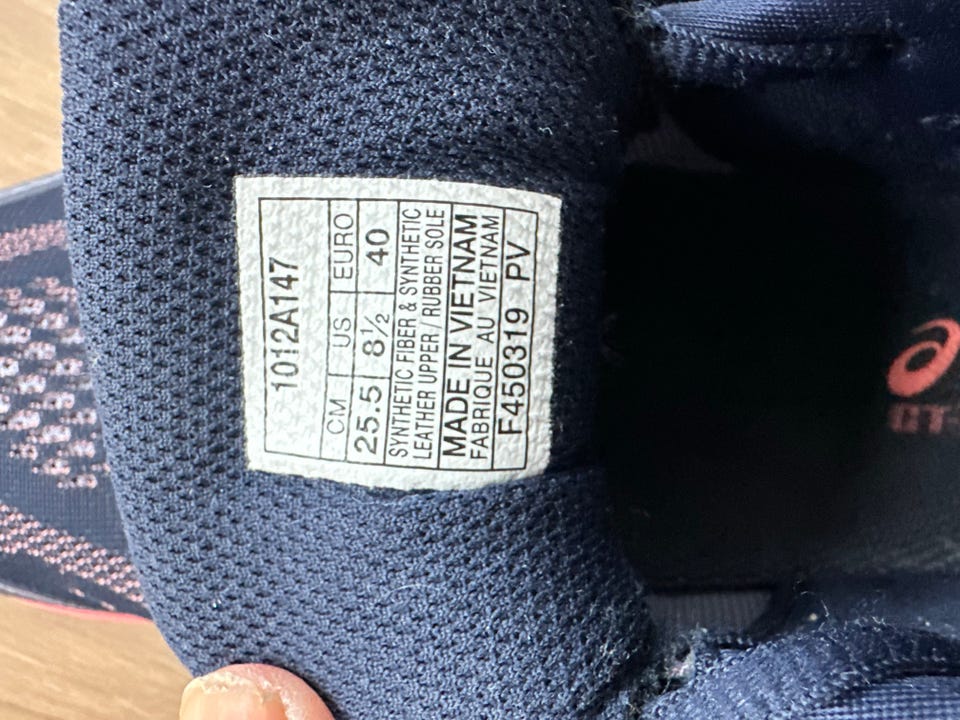 1012A147
CM US EURO
25.5 8½ 40
SYNTHETIC FIBER & SYNTHETIC
LEATHER UPPER / RUBBER SOLE
MADE IN VIETNAM
FABRIQUE AU VIETNAM
F450319 PV
GT-